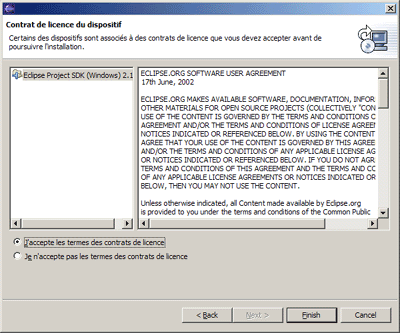 Contrat de licence du dispositif
Certains des dispositifs sont associés à des contrats de licence que vous devez accepter avant de
poursuivre l'installation.
Eclipse Project SDK (Windows) 2.1
ECLIPSE.ORG SOFTWARE USER AGREEMENT
17th June, 2002
ECLIPSE.ORG MAKES AVAILABLE SOFTWARE, DOCUMENTATION, INFOR
OTHER MATERIALS FOR OPEN SOURCE PROJECTS (COLLECTIVELY "CON
USE OF THE CONTENT IS GOVERNED BY THE TERMS AND CONDITIONS O
AGREEMENT AND/OR THE TERMS AND CONDITIONS OF LICENSE AGREEM
NOTICES INDICATED OR REFERENCED BELOW. BY USING THE CONTENT
AGREE THAT YOUR USE OF THE CONTENT IS GOVERNED BY THIS AGREE
AND/OR THE TERMS AND CONDITIONS OF ANY APPLICABLE LICENSE AGR
OR NOTICES INDICATED OR REFERENCED BELOW. IF YOU DO NOT AGR
TERMS AND CONDITIONS OF THIS AGREEMENT AND THE TERMS AND CO
OF ANY APPLICABLE LICENSE AGREEMENTS OR NOTICES INDICATED OR
BELOW, THEN YOU MAY NOT USE THE CONTENT.
Unless otherwise indicated, all Content made available by Eclipse.org
is provided to you under the terms and conditions of the Common Public
J'accepte les termes des contrats de licence
Je n'accepte pas les termes des contrats de licence
< Back
Next >
Finish
Cancel